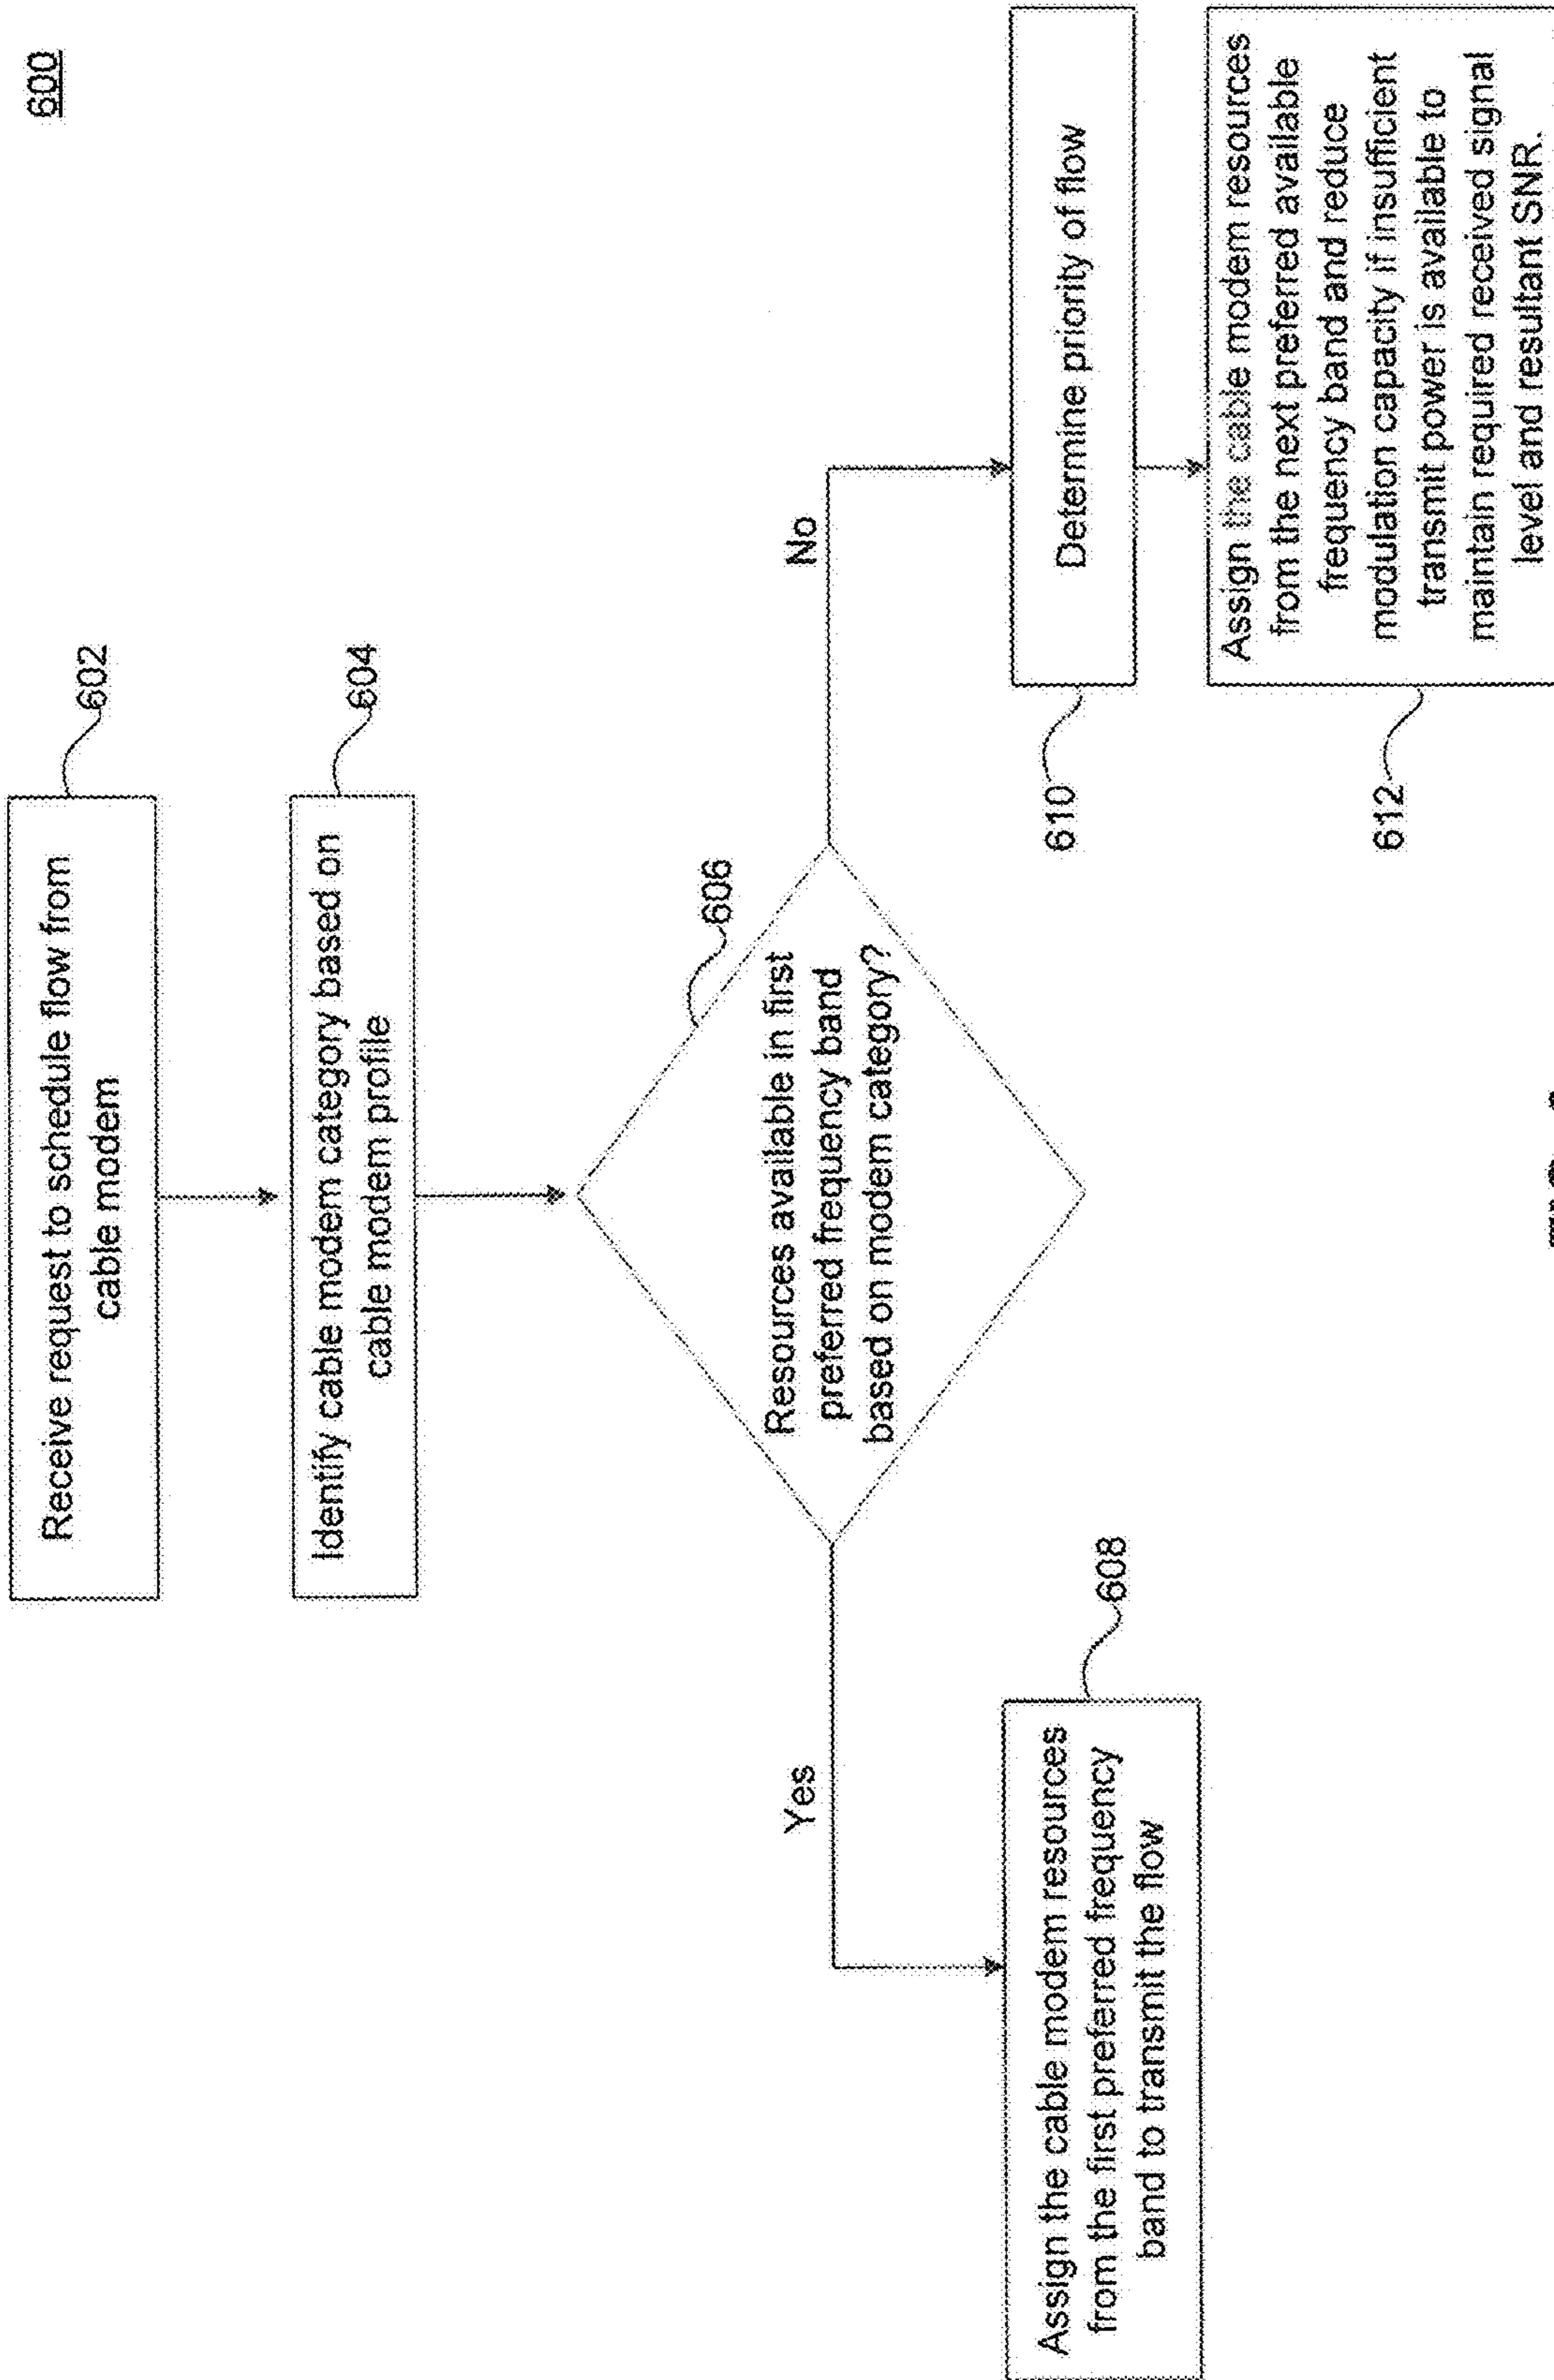 600
Receive request to schedule flow from
cable modem
602
Identify cable modem category based on
cable modem profile
604
Resources available in first
preferred frequency band
based on modem category?
606
Yes
No
Assign the cable modem resources
from the first preferred frequency
band to transmit the flow
608
Determine priority of flow
610
Assign the cable modem resources
from the next preferred available
frequency band and reduce
modulation capacity if insufficient
transmit power is available to
maintain required received signal
level and resultant SNR.
612